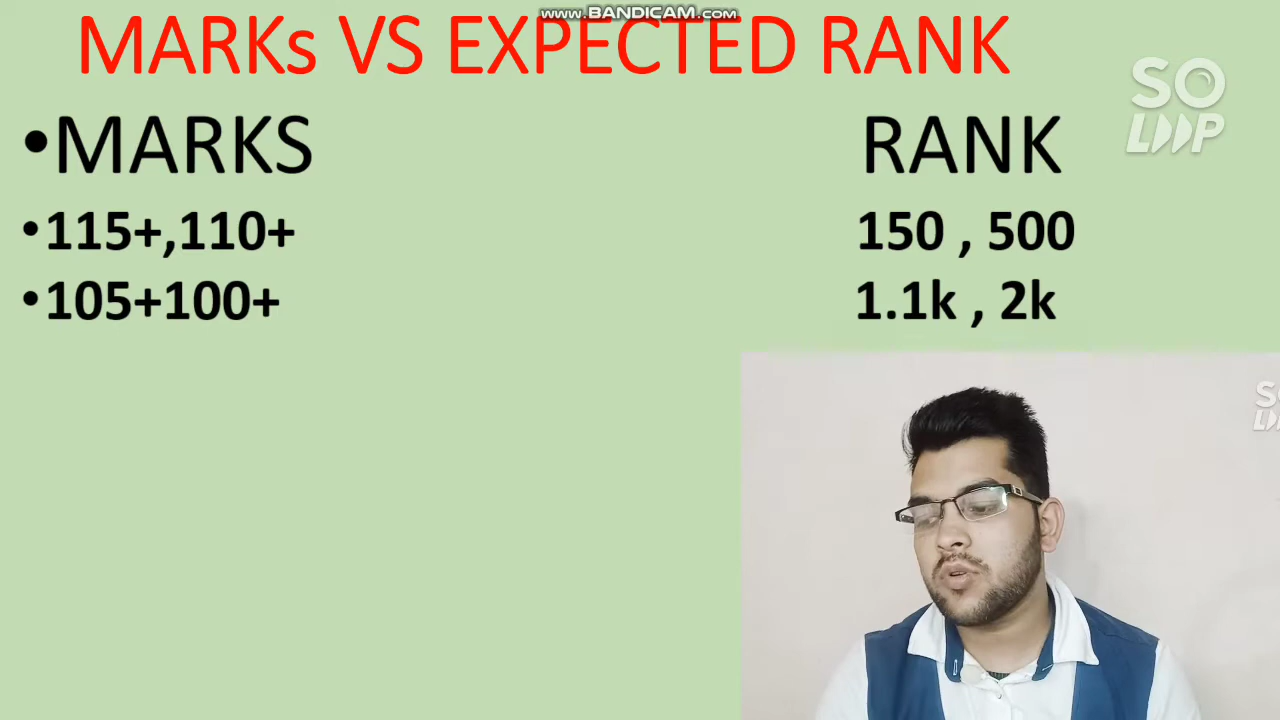 www.BANDICAM.com
MARKs VS EXPECTED RANK
SO
LOOP
•MARKS RANK
•115+,110+ 150 , 500
•105+100+ 1.1k , 2k